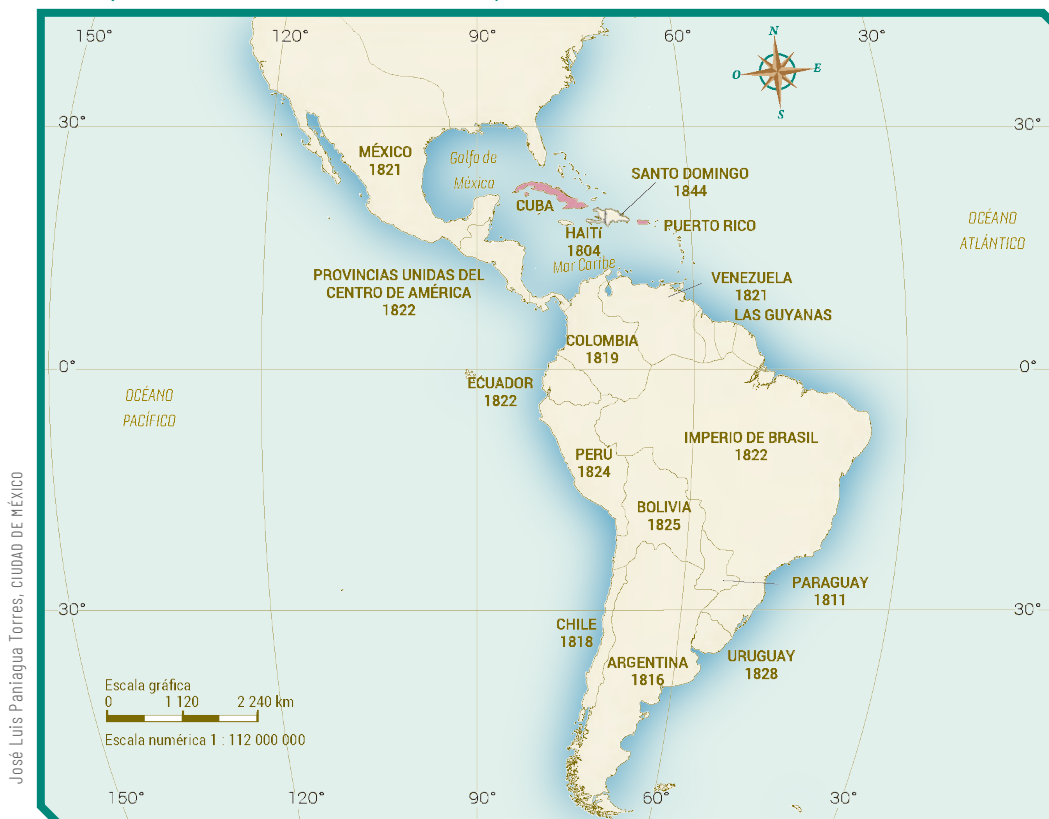 150°
120°
90°
60°
30°
N
O
E
S
30°
30°
MÉXICO
1821
Golfo de
México
SANTO DOMINGO
1844
CUBA
PUERTO RICO
HAITÍ
1804
Mar Caribe
OCÉANO
ATLÁNTICO
PROVINCIAS UNIDAS DEL
CENTRO DE AMÉRICA
1822
VENEZUELA
1821
LAS GUYANAS
COLOMBIA
1819
0°
0°
ECUADOR
1822
OCÉANO
PACÍFICO
IMPERIO DE BRASIL
1822
PERÚ
1824
BOLIVIA
1825
PARAGUAY
1811
30°
30°
CHILE
1818
ARGENTINA
1816
URUGUAY
1828
Escala gráfica
0 1 120 2 240 km
Escala numérica 1 : 112 000 000
150°
120°
90°
60°
30°
José Luis Paniagua Torres, CIUDAD DE MÉXICO